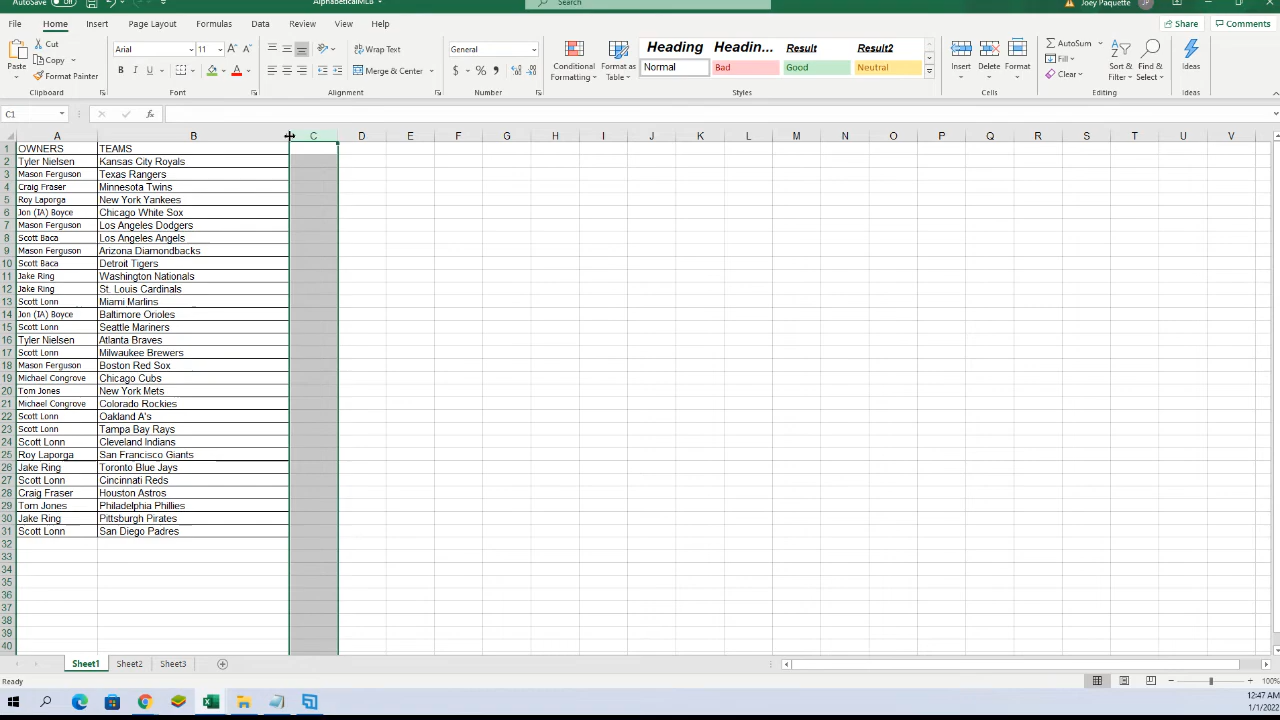 AutoSave Off AlphabeticalMLB Search Joey Paquette JP
File Home Insert Page Layout Formulas Data Review View Help Share Comments
Paste Cut Copy Format Painter Clipboard
Arial 11 A A B I U A Font
Wrap Text Merge & Center Alignment
General $ % , Number
Conditional Formatting Format as Table
Heading Headin... Result Result2
Normal Bad Good Neutral
Styles
Insert Delete Format Cells
AutoSum Fill Clear Sort & Filter Find & Select Editing
Ideas Ideas
C1 fx
A B C D E F G H I J K L M N O P Q R S T U V
1 OWNERS TEAMS
2 Tyler Nielsen Kansas City Royals
3 Mason Ferguson Texas Rangers
4 Craig Fraser Minnesota Twins
5 Roy Laporga New York Yankees
6 Jon (IA) Boyce Chicago White Sox
7 Mason Ferguson Los Angeles Dodgers
8 Scott Baca Los Angeles Angels
9 Mason Ferguson Arizona Diamondbacks
10 Scott Baca Detroit Tigers
11 Jake Ring Washington Nationals
12 Jake Ring St. Louis Cardinals
13 Scott Lonn Miami Marlins
14 Jon (IA) Boyce Baltimore Orioles
15 Scott Lonn Seattle Mariners
16 Tyler Nielsen Atlanta Braves
17 Scott Lonn Milwaukee Brewers
18 Mason Ferguson Boston Red Sox
19 Michael Congrove Chicago Cubs
20 Tom Jones New York Mets
21 Michael Congrove Colorado Rockies
22 Scott Lonn Oakland A's
23 Scott Lonn Tampa Bay Rays
24 Scott Lonn Cleveland Indians
25 Roy Laporga San Francisco Giants
26 Jake Ring Toronto Blue Jays
27 Scott Lonn Cincinnati Reds
28 Craig Fraser Houston Astros
29 Tom Jones Philadelphia Phillies
30 Jake Ring Pittsburgh Pirates
31 Scott Lonn San Diego Padres
32
33
34
35
36
37
38
39
40
Sheet1 Sheet2 Sheet3
Ready 100%
12:47 AM
1/1/2022